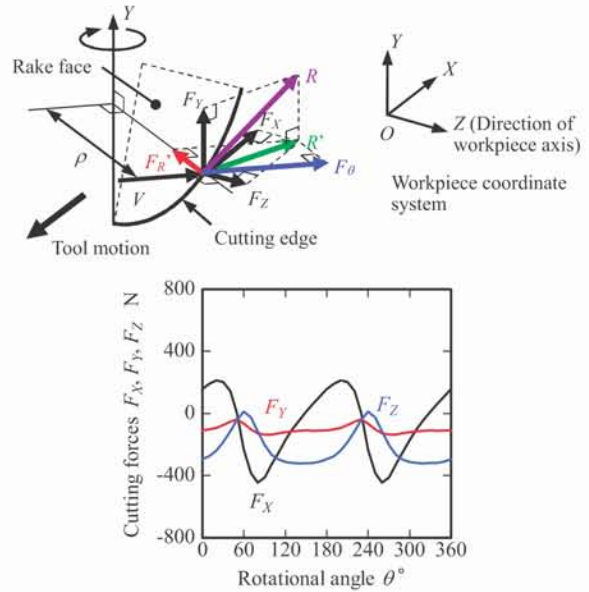 Y
Rake face
R
F_Y
F_X
R'
F_R'
F_θ
ρ
V
F_Z
Cutting edge
Tool motion
Y
X
O
Z (Direction of
workpiece axis)
Workpiece coordinate
system
Cutting forces F_X, F_Y, F_Z N
800
400
0
-400
-800
F_Y
F_Z
F_X
0 60 120 180 240 300 360
Rotational angle θ°